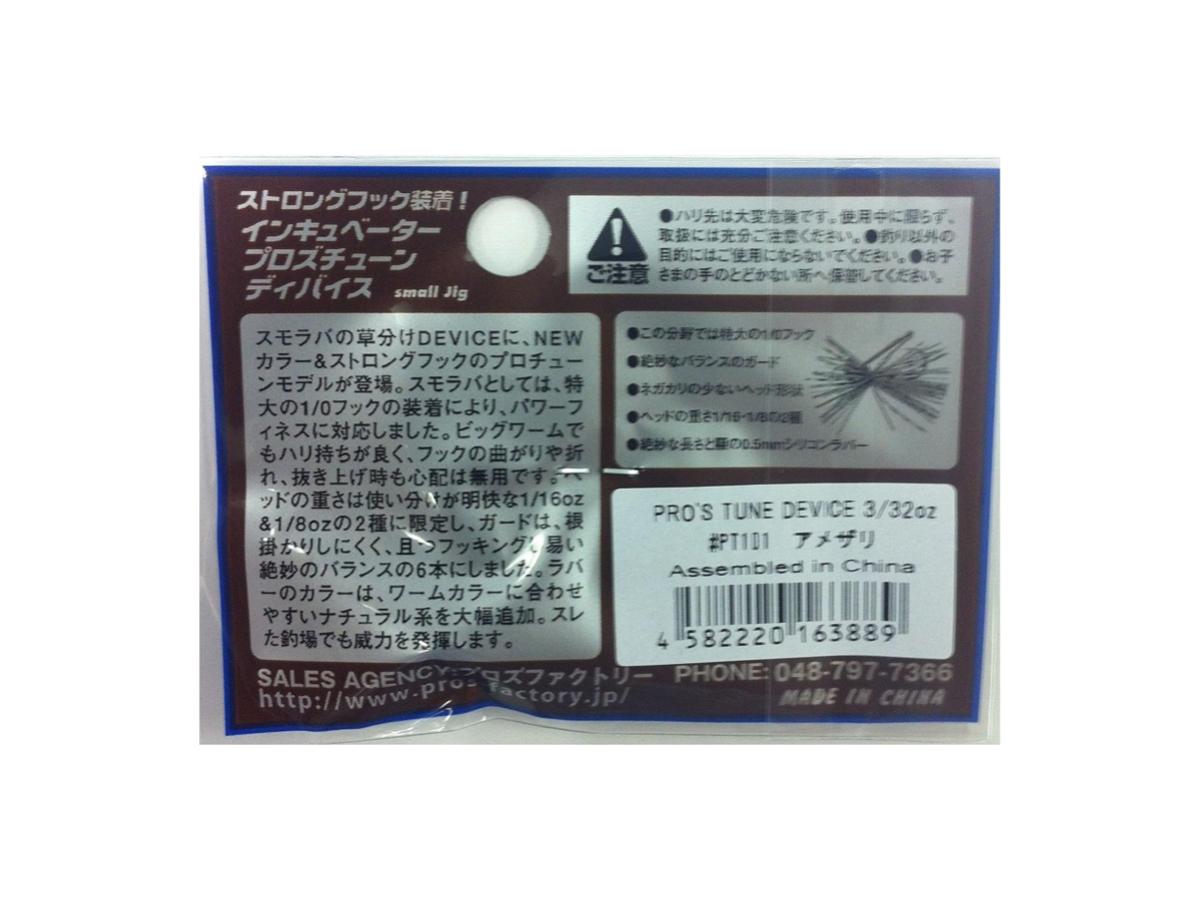 ストロングフック装着!
インキュベーター
プロズチューン
ディバイス small Jig
ご注意
●ハリ先は大変危険です。使用中に限らず、
取扱には充分ご注意ください。●釣り以外の
目的にはご使用にならないでください。●お子
さまの手のとどかない所へ保管してください。
スモラバの草分けDEVICEに、NEW
カラー&ストロングフックのプロチュー
ンモデルが登場。スモラバとしては、特
大の1/0フックの装着により、パワーフ
ィネスに対応しました。ビッグワームで
もハリ持ちが良く、フックの曲がりや折
れ、抜き上げ時も心配は無用です。ヘ
ッドの重さは使い分けが明快な1/16oz
&1/8ozの2種に限定し、ガードは、根
掛かりしにくく、且つフッキングし易い
絶妙のバランスの6本にしました。ラバ
ーのカラーは、ワームカラーに合わせ
やすいナチュラル系を大幅追加。スレ
た釣場でも威力を発揮します。
●この分野では特大の1/0フック
●絶妙なバランスのガード
●ネガカリの少ないヘッド形状
●ヘッドの重さ1/16・1/8の2種
●絶妙な長さと量の0.5mmシリコンラバー
PRO'S TUNE DEVICE 3/32oz
#PT101 アメザリ
Assembled in China
4 582220 163889
SALES AGENCY:プロズファクトリー PHONE: 048-797-7366
http://www.pros-factory.jp/
MADE IN CHINA